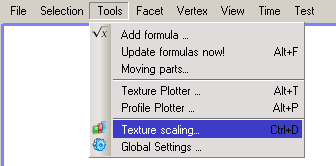 File Selection Tools Facet Vertex View Time Test
√x Add formula ...
Update formulas now! Alt+F
Moving parts...
Texture Plotter ... Alt+T
Profile Plotter ... Alt+P
Texture scaling... Ctrl+D
Global Settings ...